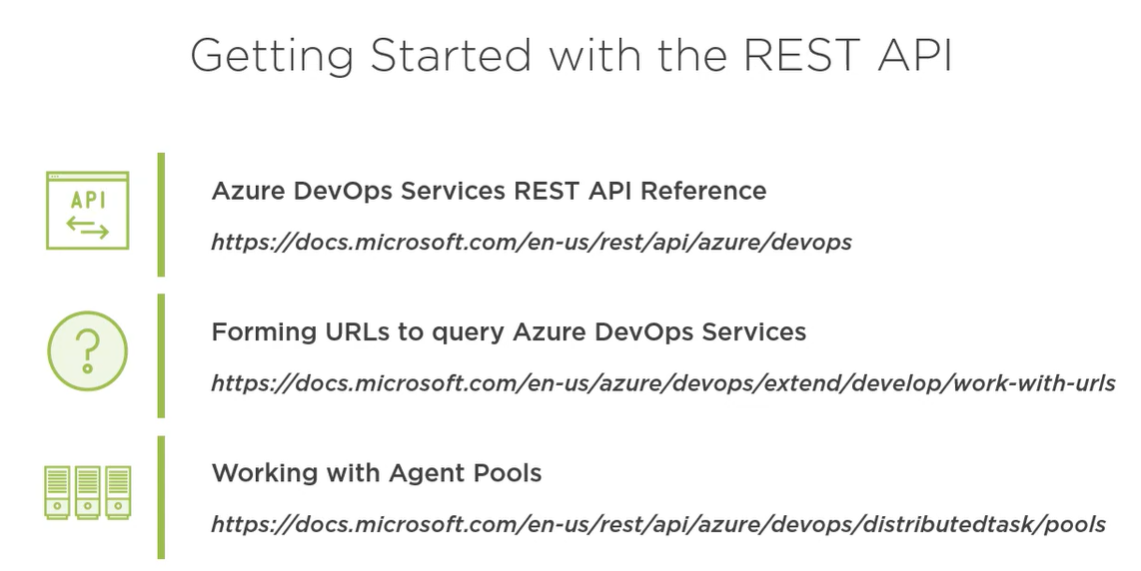 Getting Started with the REST API
API
Azure DevOps Services REST API Reference
https://docs.microsoft.com/en-us/rest/api/azure/devops
?
Forming URLs to query Azure DevOps Services
https://docs.microsoft.com/en-us/azure/devops/extend/develop/work-with-urls
Working with Agent Pools
https://docs.microsoft.com/en-us/rest/api/azure/devops/distributedtask/pools